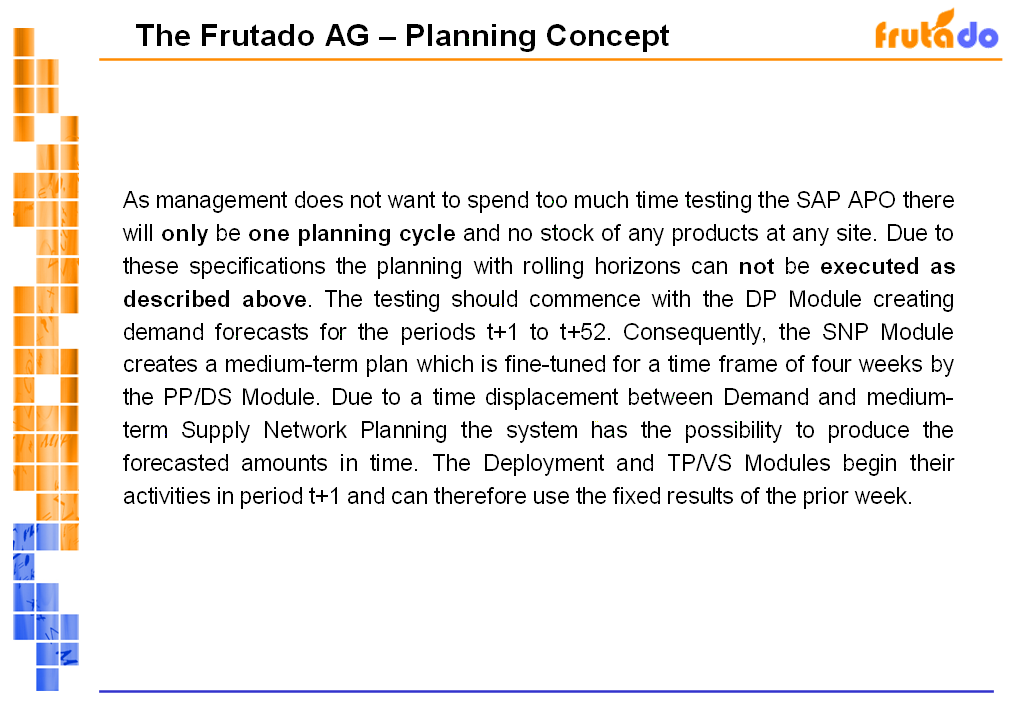 The Frutado AG – Planning Concept
frutado
As management does not want to spend too much time testing the SAP APO there
will only be one planning cycle and no stock of any products at any site. Due to
these specifications the planning with rolling horizons can not be executed as
described above. The testing should commence with the DP Module creating
demand forecasts for the periods t+1 to t+52. Consequently, the SNP Module
creates a medium-term plan which is fine-tuned for a time frame of four weeks by
the PP/DS Module. Due to a time displacement between Demand and medium-
term Supply Network Planning the system has the possibility to produce the
forecasted amounts in time. The Deployment and TP/VS Modules begin their
activities in period t+1 and can therefore use the fixed results of the prior week.